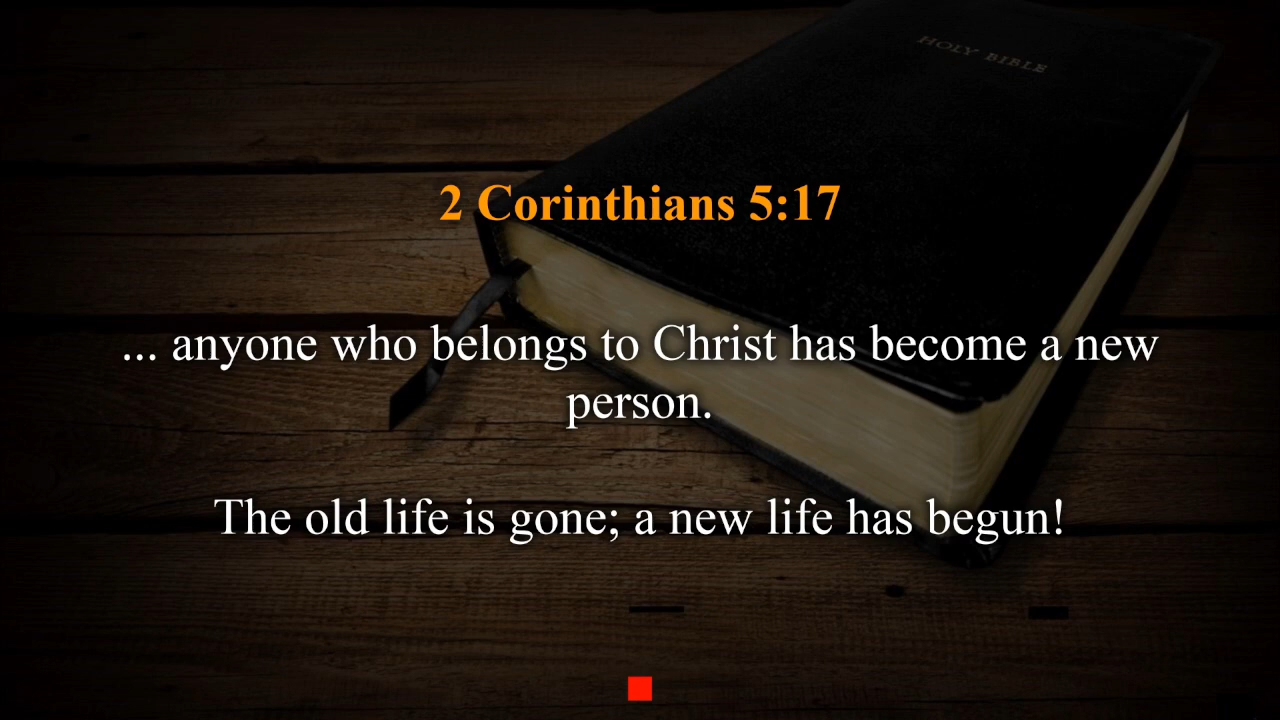 HOLY BIBLE
2 Corinthians 5:17
... anyone who belongs to Christ has become a new
person.
The old life is gone; a new life has begun!